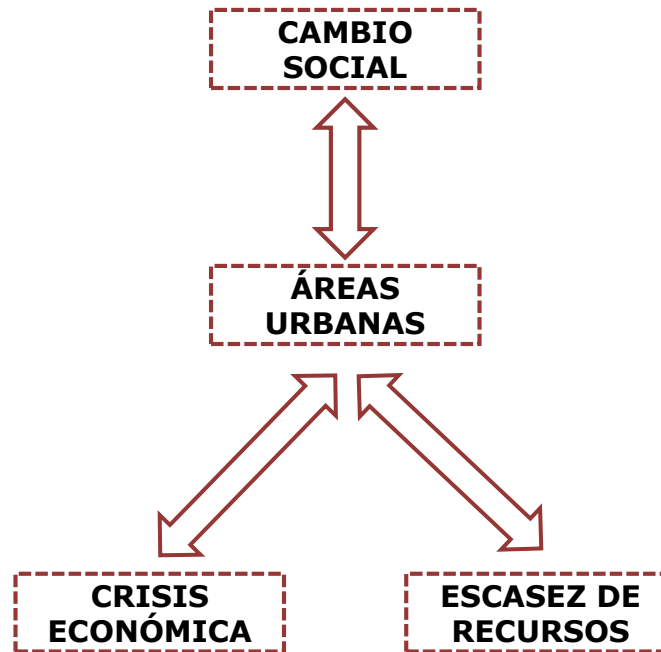 CAMBIO
SOCIAL
ÁREAS
URBANAS
CRISIS
ECONÓMICA
ESCASEZ DE
RECURSOS